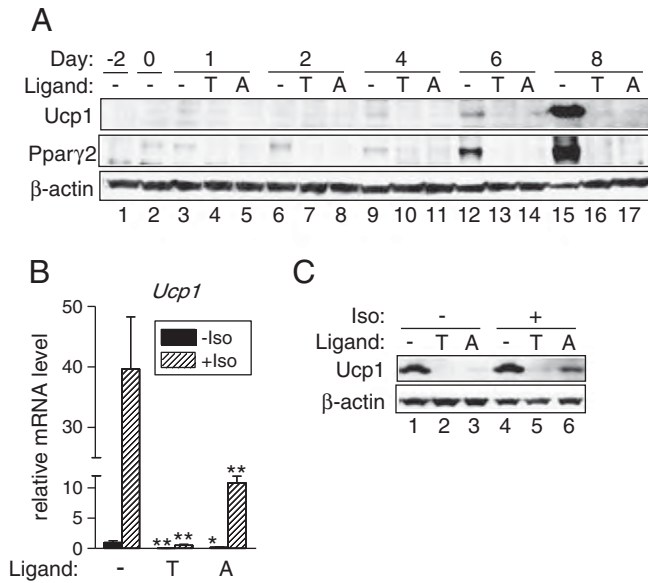 A
Day: -2 0 1 2 4 6 8
Ligand: - - - T A - T A - T A - T A - T A
Ucp1
Pparγ2
β-actin
1 2 3 4 5 6 7 8 9 10 11 12 13 14 15 16 17
B
Ucp1
50
40
30
10
5
0
relative mRNA level
-Iso
+Iso
** ** * **
Ligand: - T A
C
Iso: - +
Ligand: - T A - T A
Ucp1
β-actin
1 2 3 4 5 6